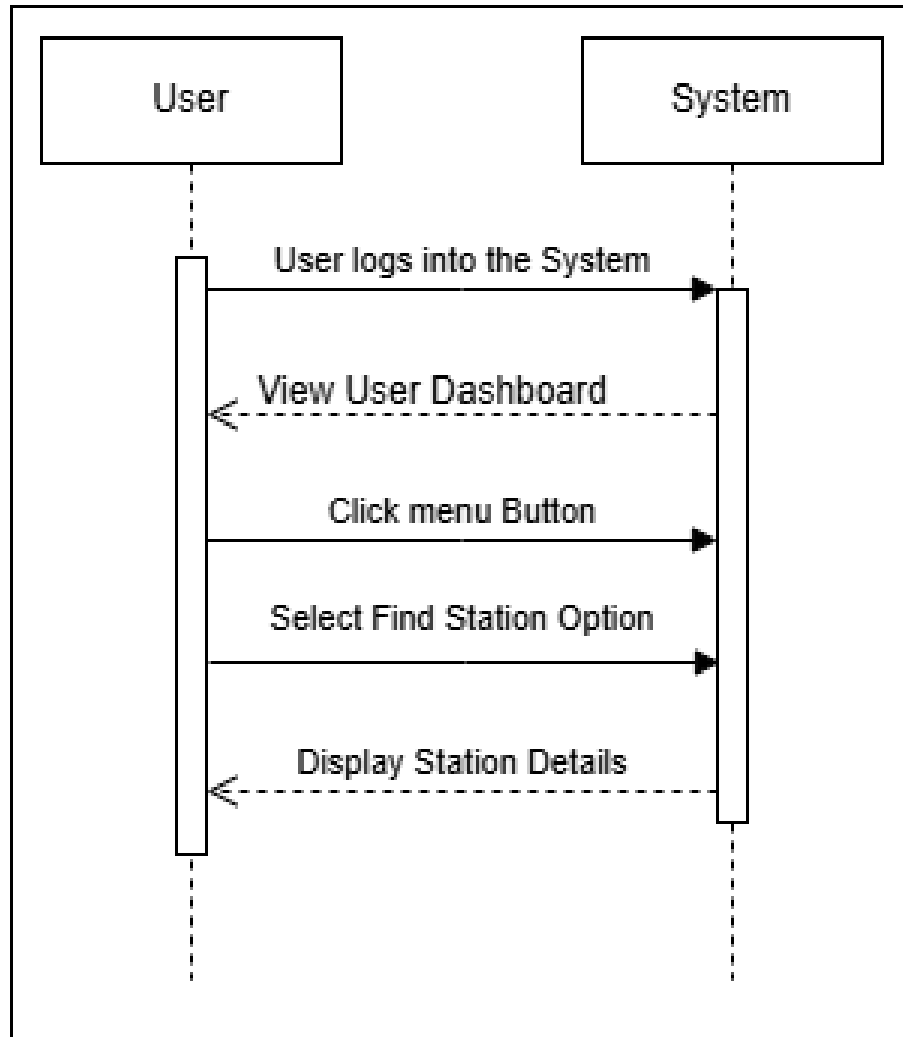 User
System
User logs into the System
View User Dashboard
Click menu Button
Select Find Station Option
Display Station Details